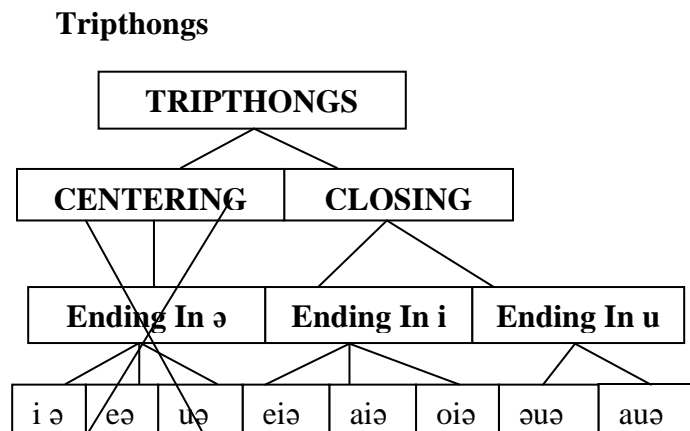 Tripthongs
TRIPTHONGS
CENTERING CLOSING
Ending In ə Ending In i Ending In u
i ə eə uə eiə aiə oiə əuə auə